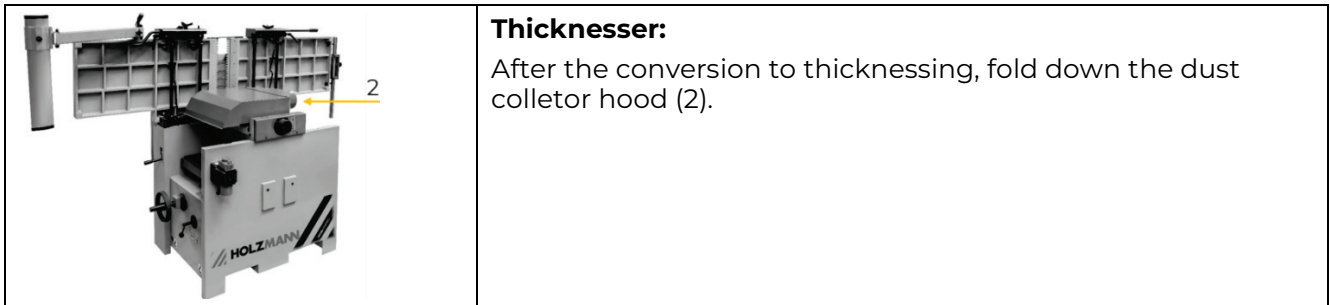 2
HOLZMANN
Thicknesser:
After the conversion to thicknessing, fold down the dust
colletor hood (2).